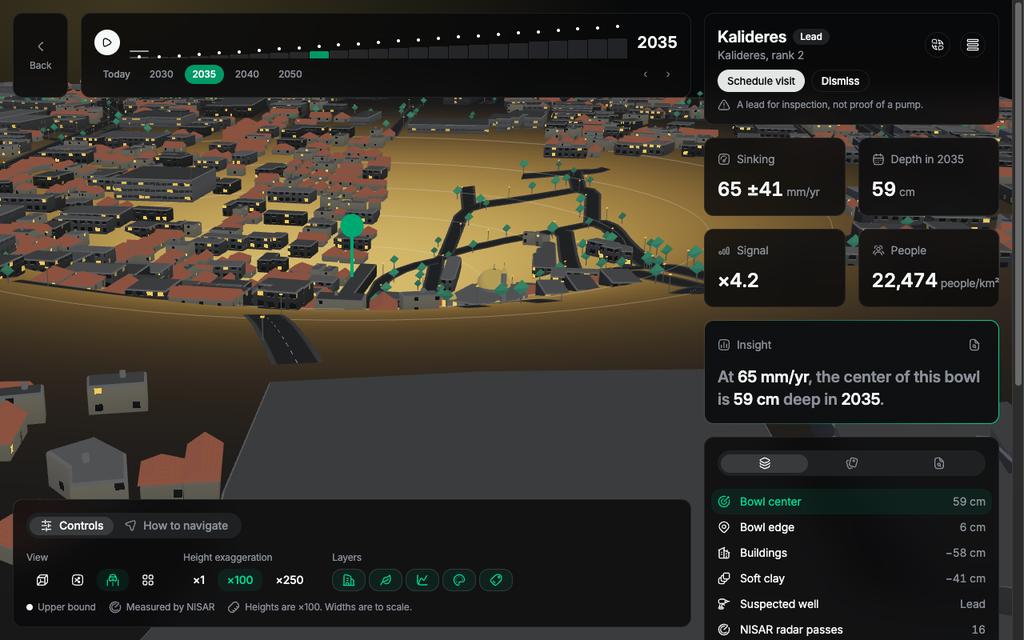 Back
2035
Today 2030 2035 2040 2050
Kalideres Lead
Kalideres, rank 2
Schedule visit Dismiss
A lead for inspection, not proof of a pump.
Sinking
65 ±41 mm/yr
Depth in 2035
59 cm
Signal
×4.2
People
22,474 people/km²
Insight
At 65 mm/yr, the center of this bowl
is 59 cm deep in 2035.
Bowl center 59 cm
Bowl edge 6 cm
Buildings −58 cm
Soft clay −41 cm
Suspected well Lead
NISAR radar passes 16
Controls How to navigate
View Height exaggeration Layers
×1 ×100 ×250
Upper bound Measured by NISAR Heights are ×100. Widths are to scale.